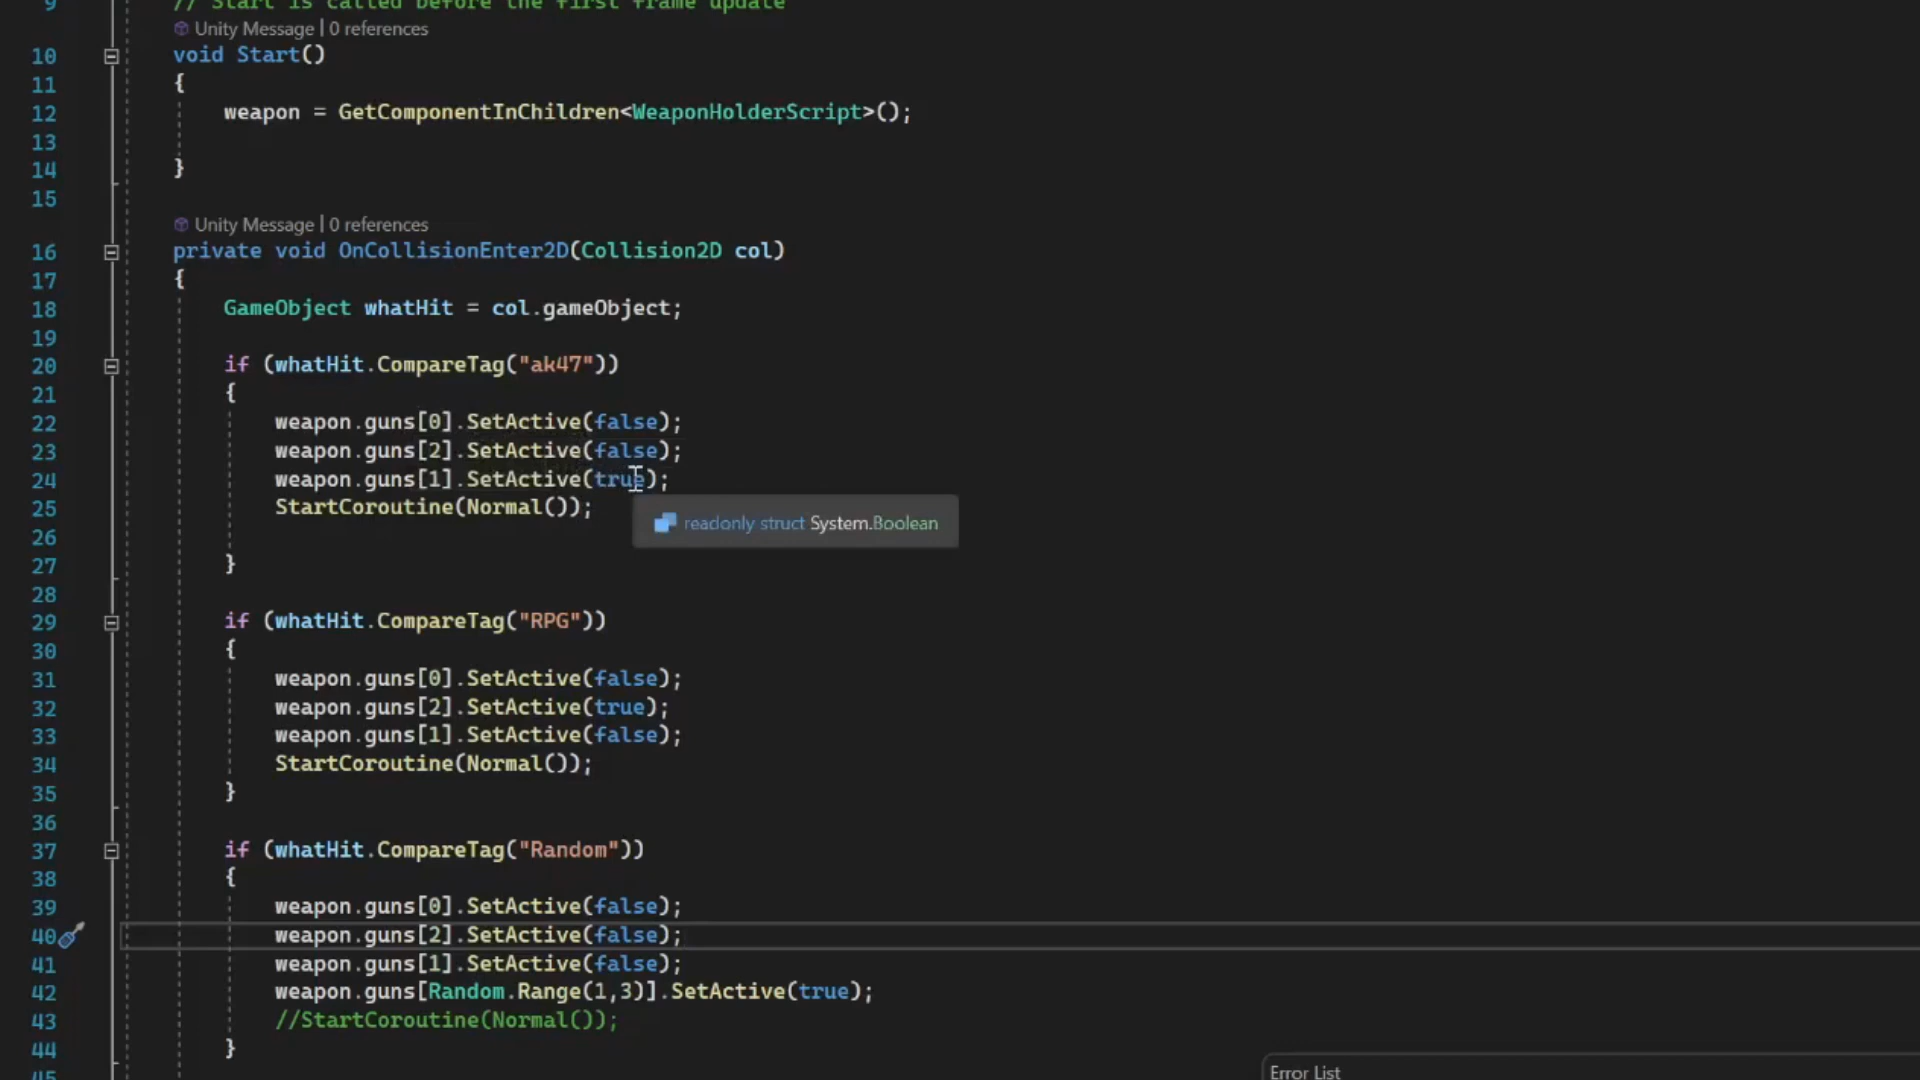 9 // Start is called before the first frame update
Unity Message | 0 references
10 void Start()
11 {
12 weapon = GetComponentInChildren<WeaponHolderScript>();
13
14 }
15
Unity Message | 0 references
16 private void OnCollisionEnter2D(Collision2D col)
17 {
18 GameObject whatHit = col.gameObject;
19
20 if (whatHit.CompareTag("ak47"))
21 {
22 weapon.guns[0].SetActive(false);
23 weapon.guns[2].SetActive(false);
24 weapon.guns[1].SetActive(true);
25 StartCoroutine(Normal());
readonly struct System.Boolean
26
27 }
28
29 if (whatHit.CompareTag("RPG"))
30 {
31 weapon.guns[0].SetActive(false);
32 weapon.guns[2].SetActive(true);
33 weapon.guns[1].SetActive(false);
34 StartCoroutine(Normal());
35 }
36
37 if (whatHit.CompareTag("Random"))
38 {
39 weapon.guns[0].SetActive(false);
40 weapon.guns[2].SetActive(false);
41 weapon.guns[1].SetActive(false);
42 weapon.guns[Random.Range(1,3)].SetActive(true);
43 //StartCoroutine(Normal());
44 }
45
Error List